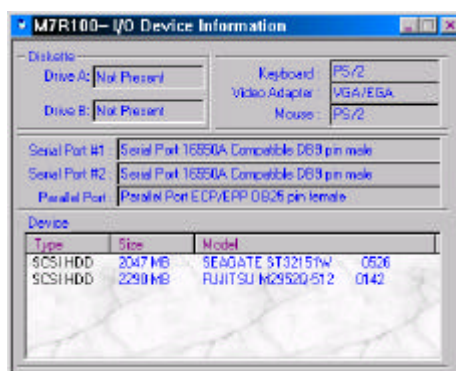 M7R100– I/O Device Information
Diskette
Drive A: Not Present
Drive B: Not Present
Keyboard : PS/2
Video Adapter VGA/EGA
Mouse : PS/2
Serial Port #1 : Serial Port 16550A Compatible DB9 pin male
Serial Port #2 : Serial Port 16550A Compatible DB9 pin male
Parallel Port : Parallel Port ECP/EPP DB25 pin female
Device
Type Size Model
SCSI HDD 2047 MB SEAGATE ST32151W 0526
SCSI HDD 2290 MB FUJITSU M2952Q-512 0142